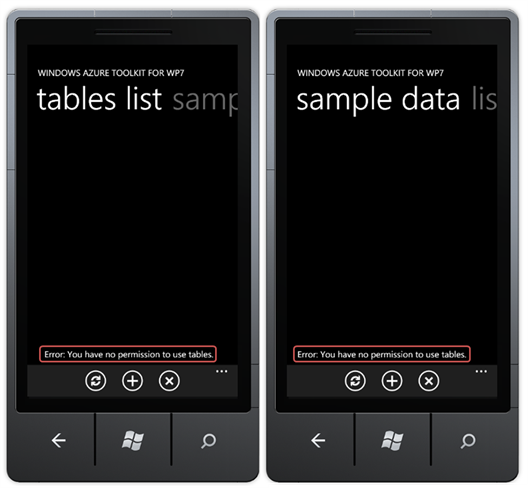 WINDOWS AZURE TOOLKIT FOR WP7
tables list samp
Error: You have no permission to use tables.
WINDOWS AZURE TOOLKIT FOR WP7
sample data lis
Error: You have no permission to use tables.